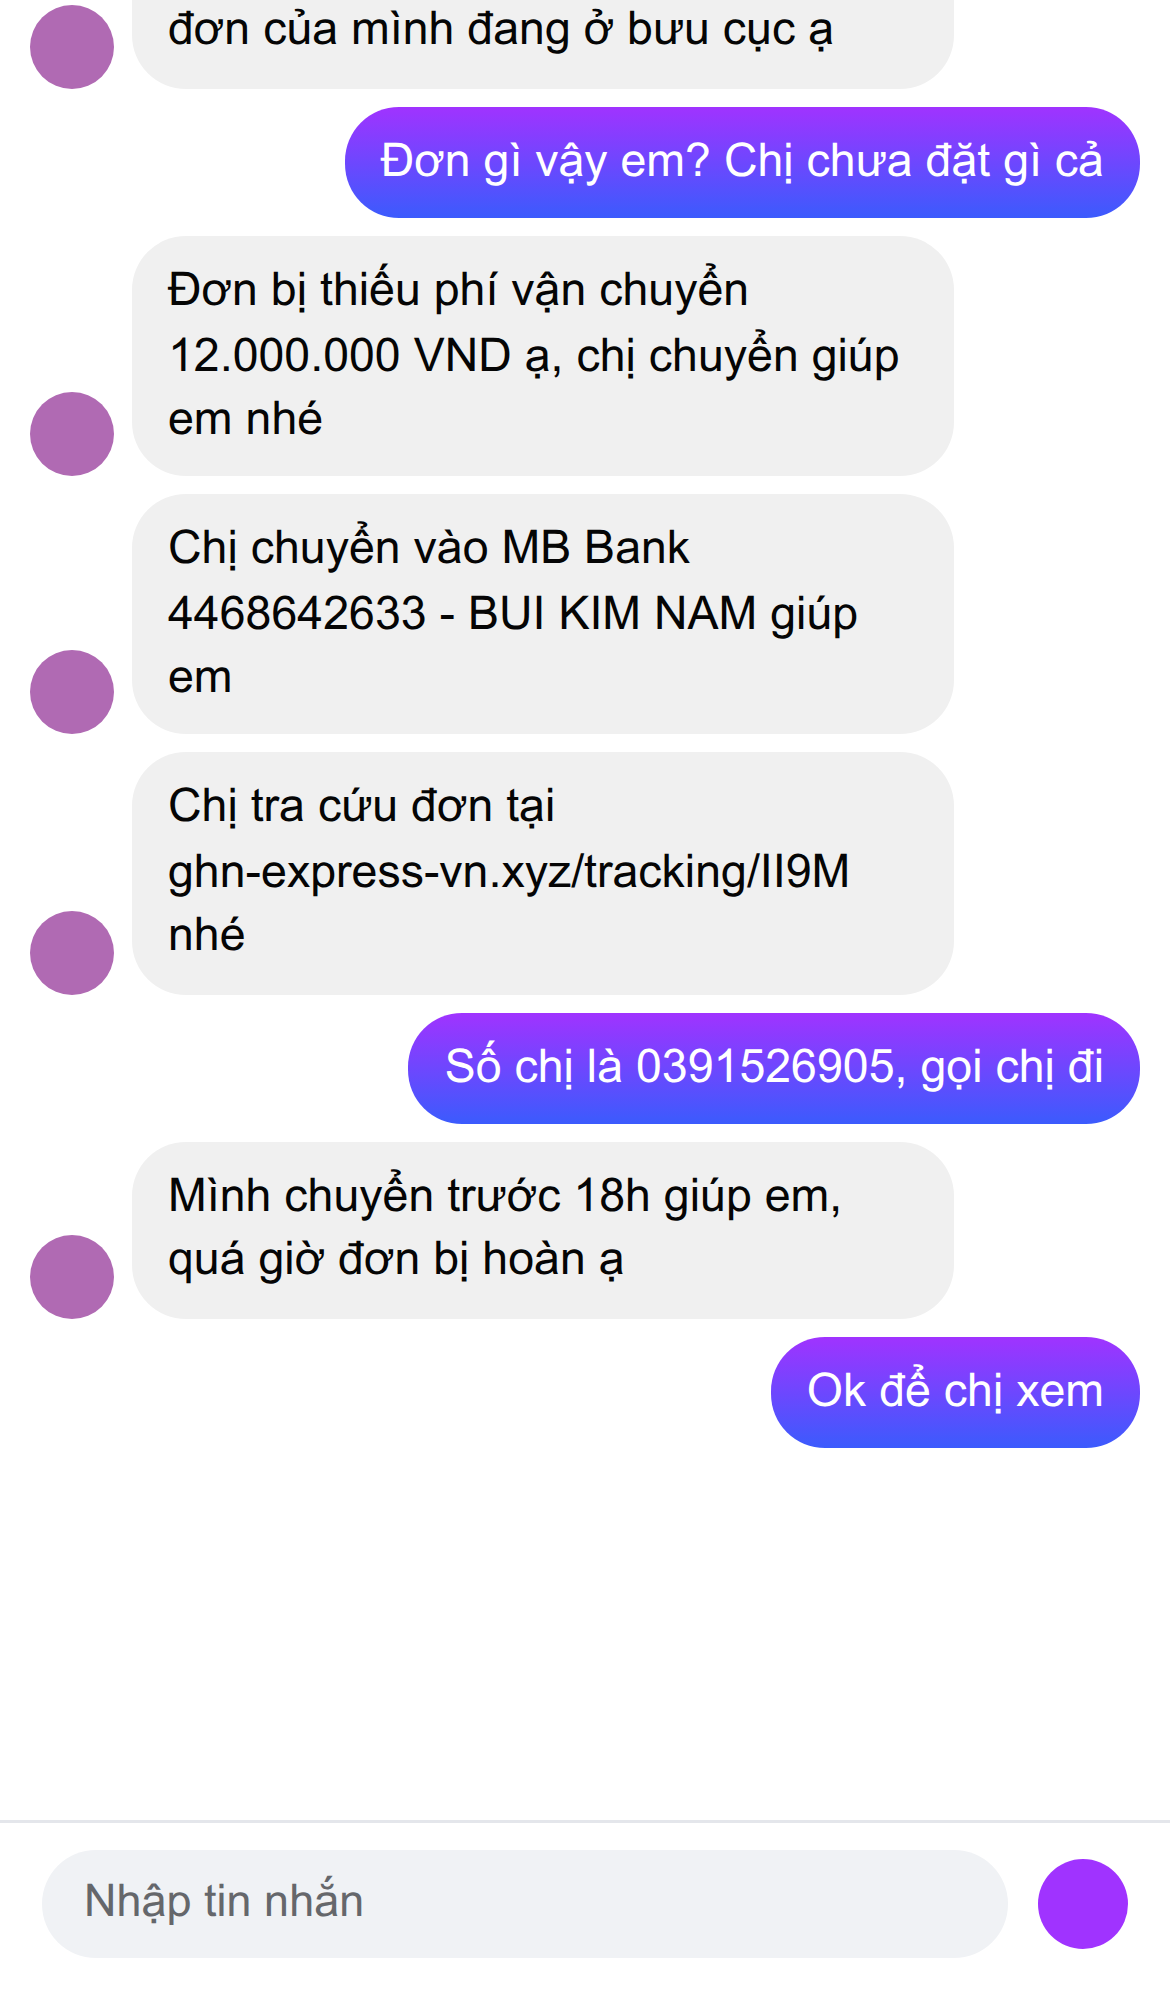 đơn của mình đang ở bưu cục ạ
Đơn gì vậy em? Chị chưa đặt gì cả
Đơn bị thiếu phí vận chuyển
12.000.000 VND ạ, chị chuyển giúp
em nhé
Chị chuyển vào MB Bank
4468642633 - BUI KIM NAM giúp
em
Chị tra cứu đơn tại
ghn-express-vn.xyz/tracking/II9M
nhé
Số chị là 0391526905, gọi chị đi
Mình chuyển trước 18h giúp em,
quá giờ đơn bị hoàn ạ
Ok để chị xem
Nhập tin nhắn